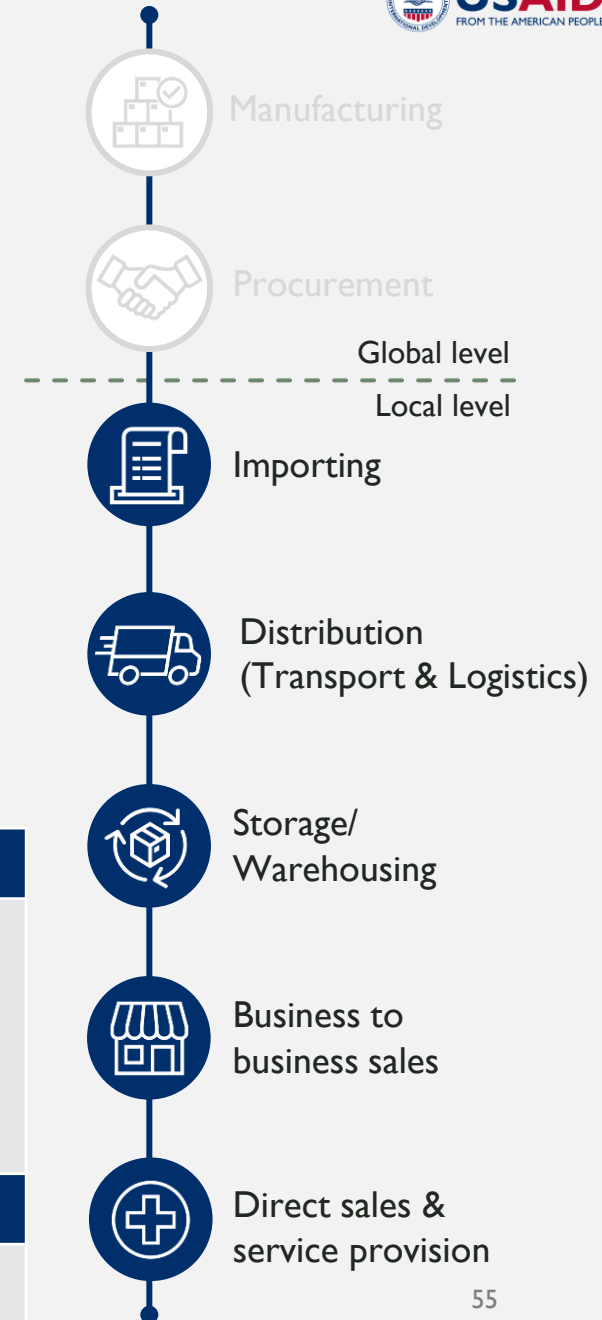 USAID
FROM THE AMERICAN PEOPLE
Manufacturing
Procurement
Global level
Local level
Importing
Distribution
(Transport & Logistics)
Storage/
Warehousing
Business to
business sales
Direct sales &
service provision
55